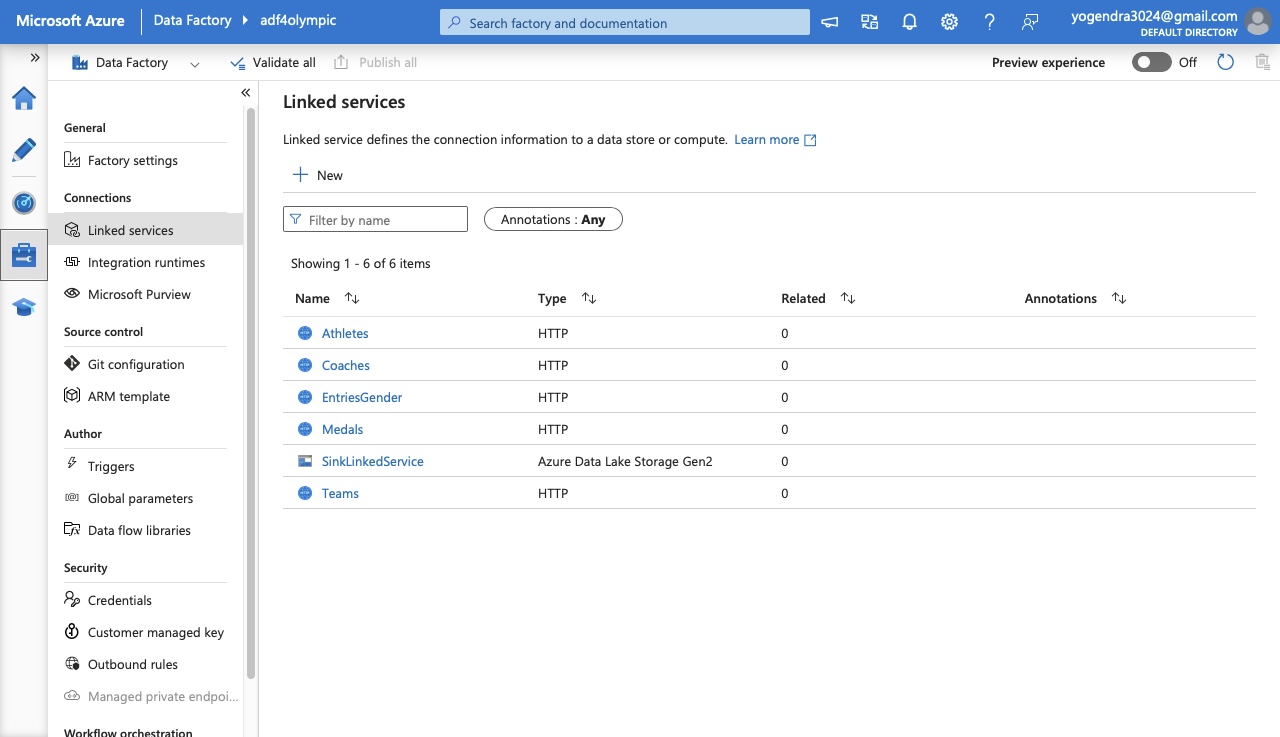 Microsoft Azure
Data Factory
adf4olympic
Search factory and documentation
yogendra3024@gmail.com
DEFAULT DIRECTORY
Data Factory
Validate all
Publish all
Preview experience
Off
General
Factory settings
Connections
Linked services
Integration runtimes
Microsoft Purview
Source control
Git configuration
ARM template
Author
Triggers
Global parameters
Data flow libraries
Security
Credentials
Customer managed key
Outbound rules
Managed private endpoi...
Workflow orchestration
Linked services
Linked service defines the connection information to a data store or compute. Learn more
New
Filter by name
Annotations : Any
Showing 1 - 6 of 6 items
Name Type Related Annotations
Athletes HTTP 0
Coaches HTTP 0
EntriesGender HTTP 0
Medals HTTP 0
SinkLinkedService Azure Data Lake Storage Gen2 0
Teams HTTP 0